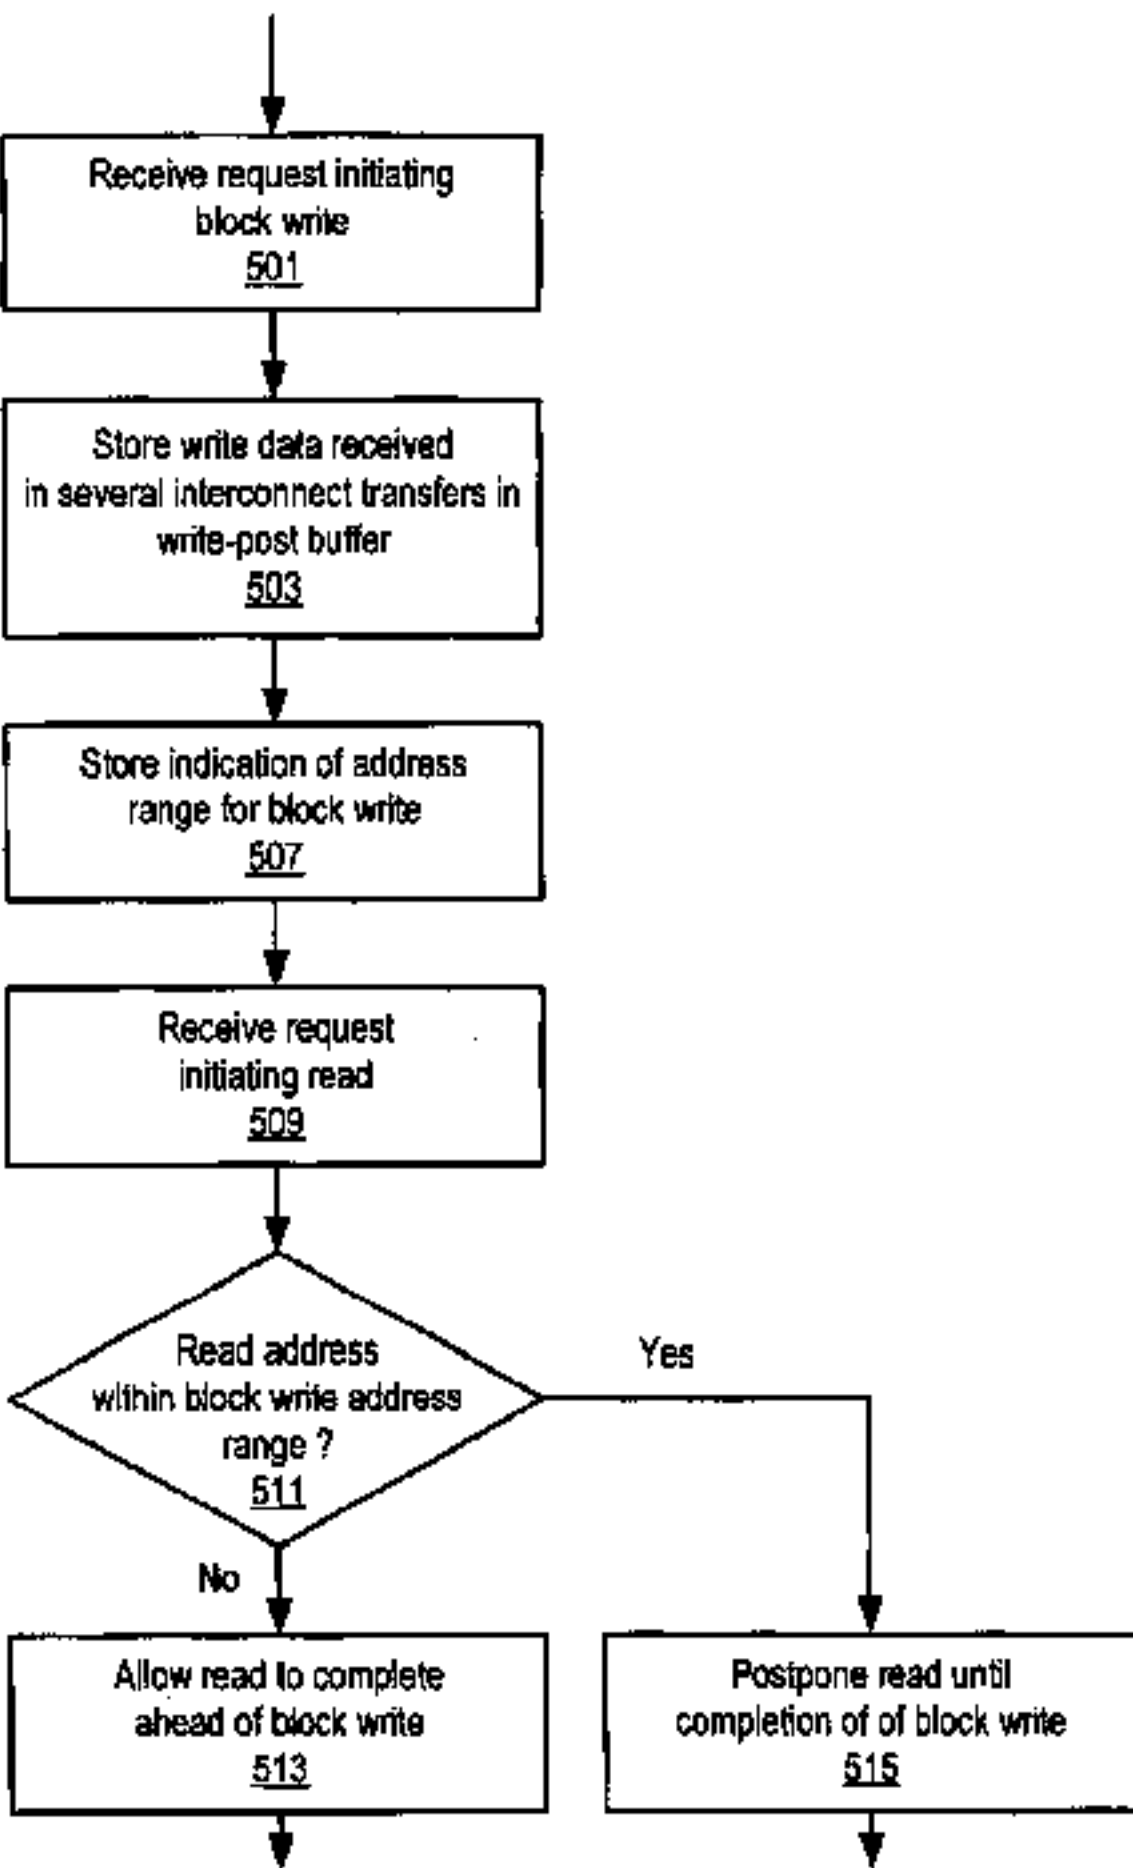 Receive request initiating
block write
501
Store write data received
in several interconnect transfers in
write-post buffer
503
Store indication of address
range for block write
507
Receive request
initiating read
509
Read address
within block write address
range ?
511
Yes
No
Allow read to complete
ahead of block write
513
Postpone read until
completion of of block write
515